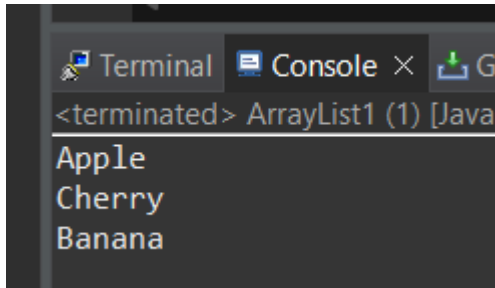 Terminal Console × G
<terminated> ArrayList1 (1) [Java
Apple
Cherry
Banana